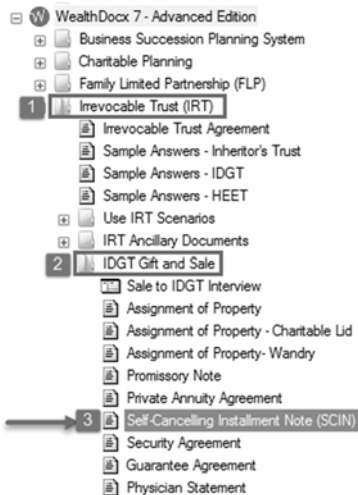 WealthDocx 7 - Advanced Edition
Business Succession Planning System
Charitable Planning
Family Limited Partnership (FLP)
1 Irrevocable Trust (IRT)
Irrevocable Trust Agreement
Sample Answers - Inheritor's Trust
Sample Answers - IDGT
Sample Answers - HEET
Use IRT Scenarios
IRT Ancillary Documents
2 IDGT Gift and Sale
Sale to IDGT Interview
Assignment of Property
Assignment of Property - Charitable Lid
Assignment of Property- Wandry
Promissory Note
Private Annuity Agreement
3 Self-Cancelling Installment Note (SCIN)
Security Agreement
Guarantee Agreement
Physician Statement